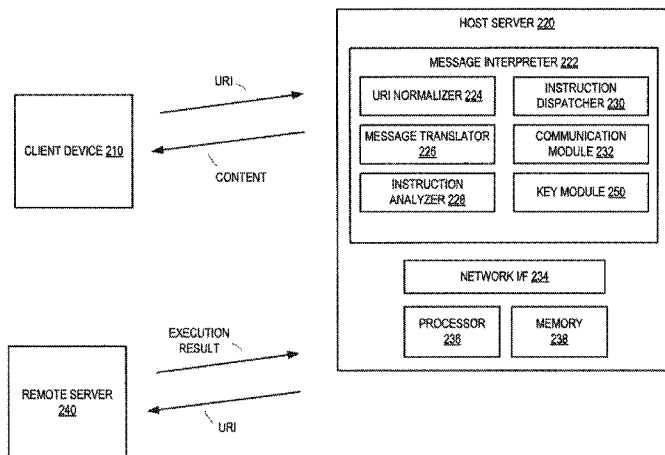 HOST SERVER 220
MESSAGE INTERPRETER 222
URI NORMALIZER 224
INSTRUCTION
DISPATCHER 230
MESSAGE TRANSLATOR
226
COMMUNICATION
MODULE 232
INSTRUCTION
ANALYZER 228
KEY MODULE 250
NETWORK I/F 234
PROCESSOR
236
MEMORY
238
URI
CLIENT DEVICE 210
CONTENT
EXECUTION
RESULT
REMOTE SERVER
240
URI